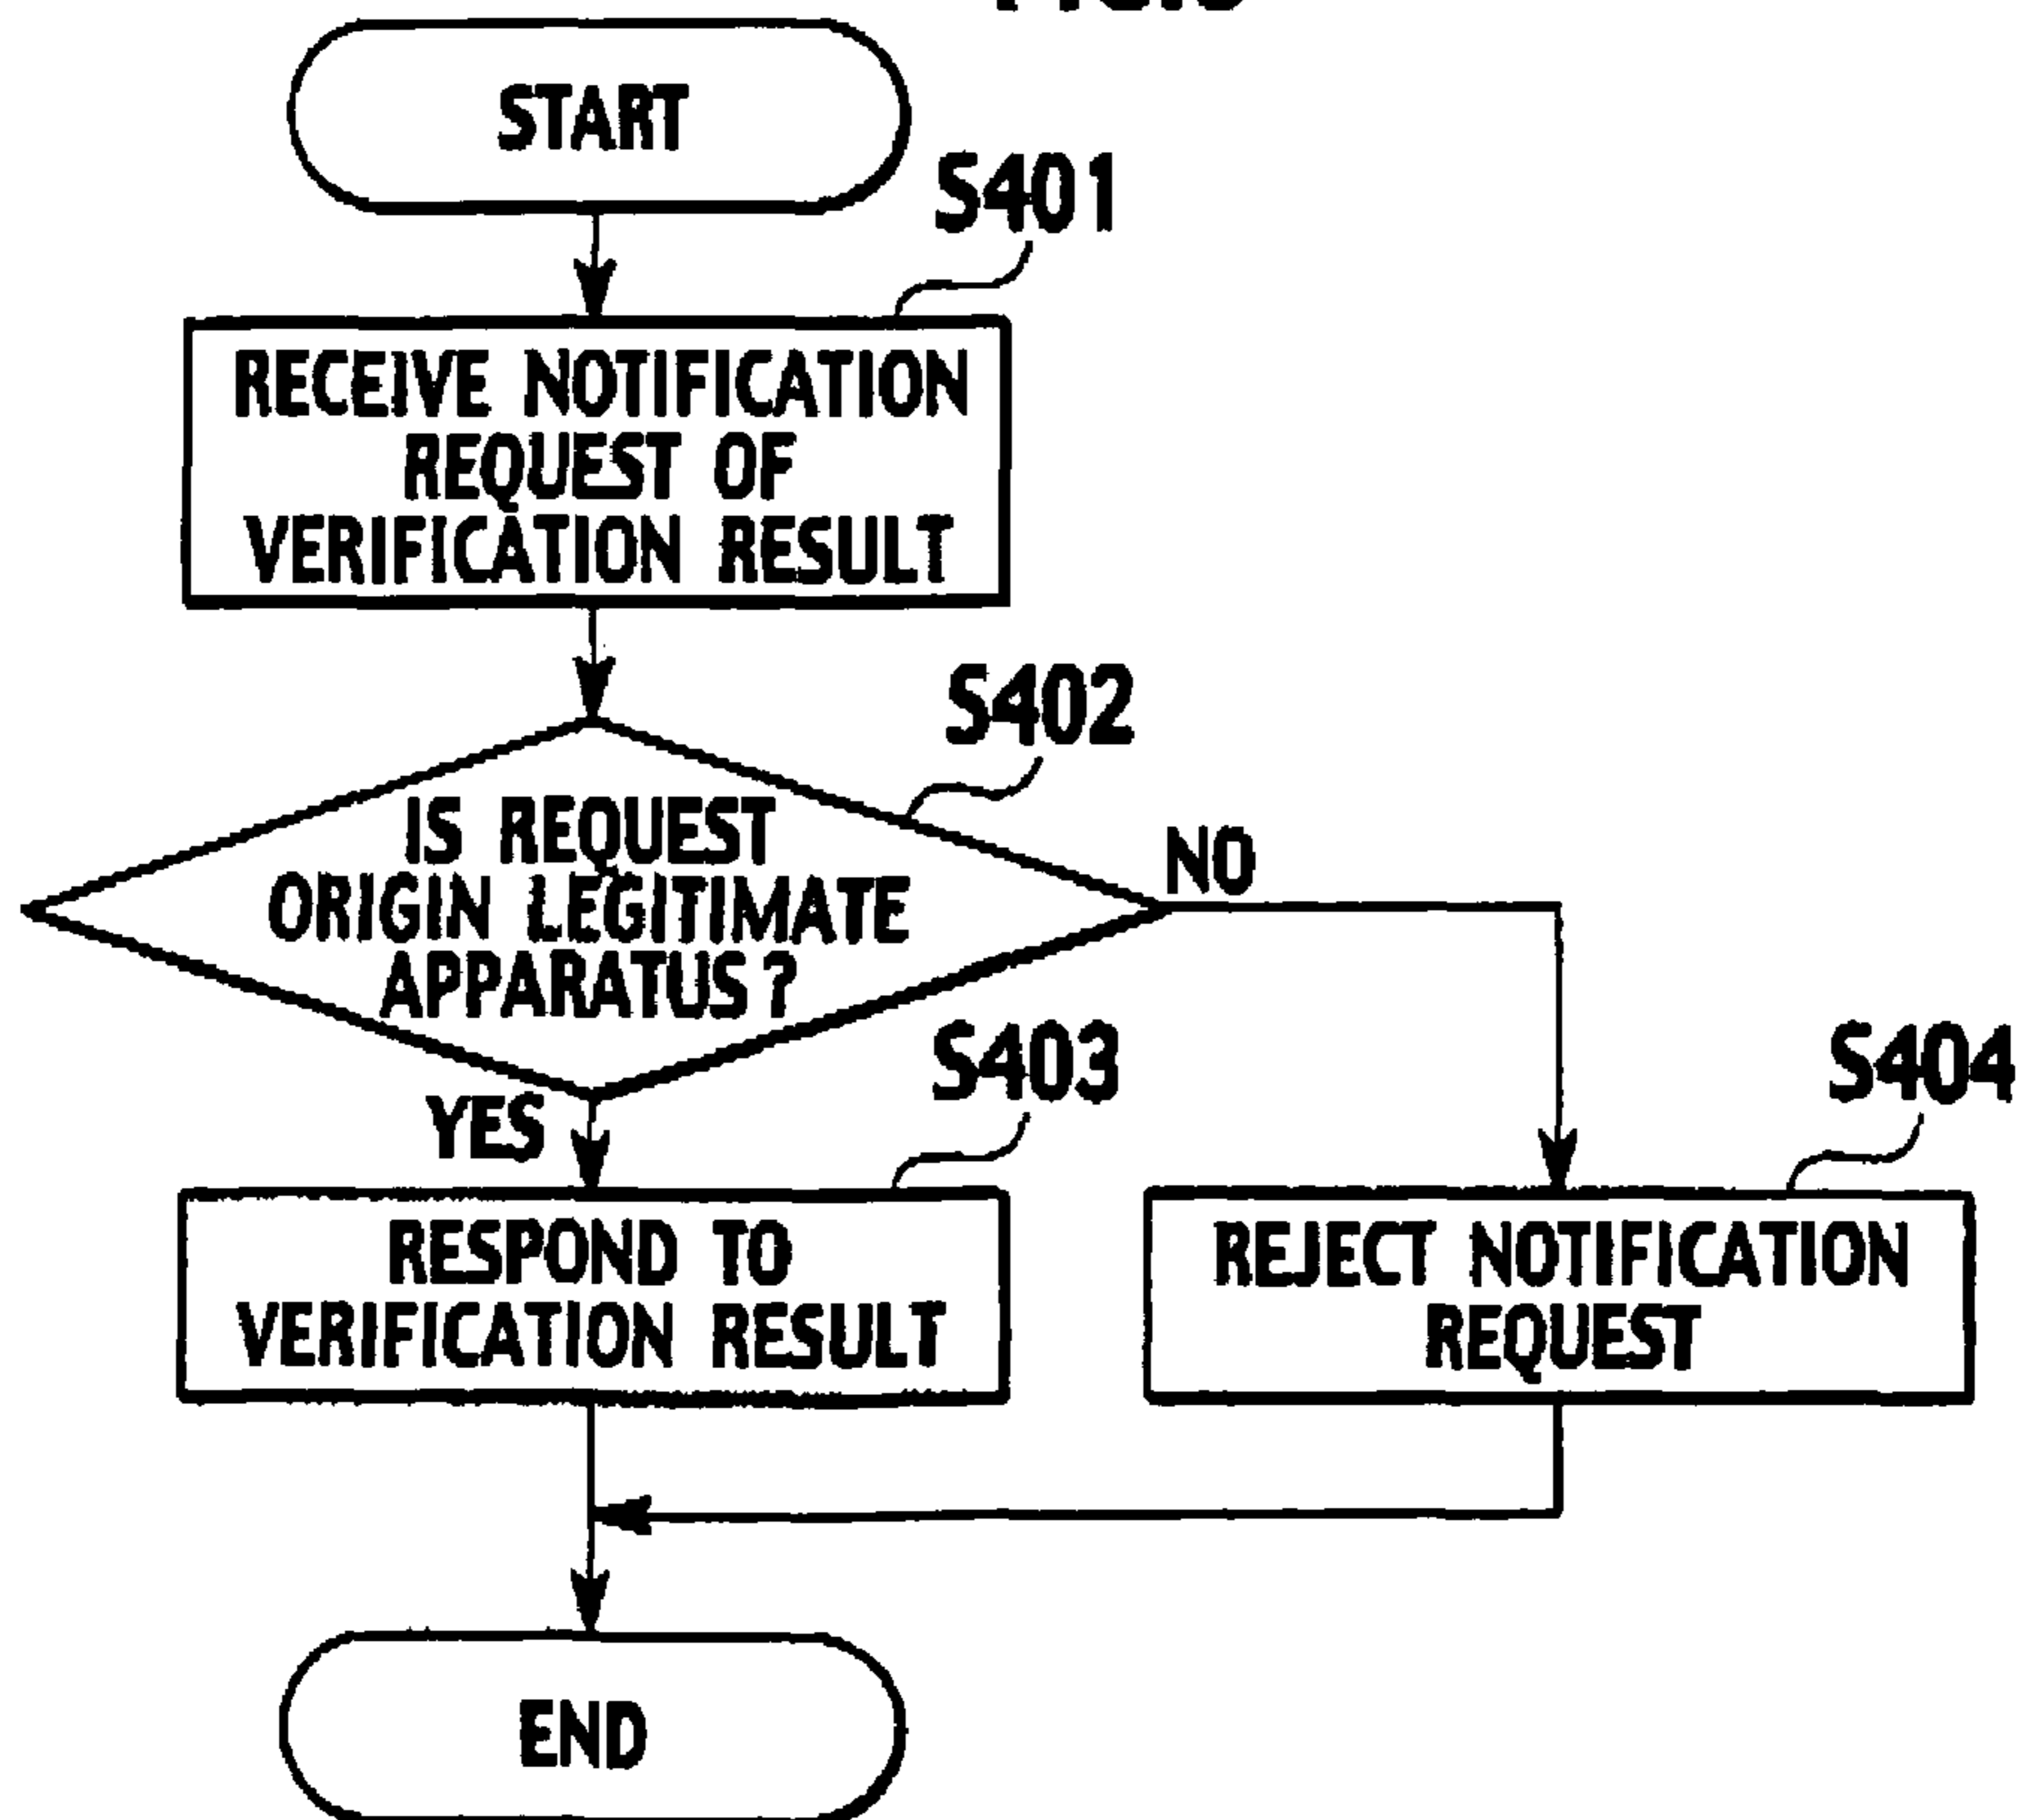 START
S401
RECEIVE NOTIFICATION
REQUEST OF
VERIFICATION RESULT
S402
IS REQUEST
ORIGIN LEGITIMATE
APPARATUS?
NO
YES
S403
S404
RESPOND TO
VERIFICATION RESULT
REJECT NOTIFICATION
REQUEST
END